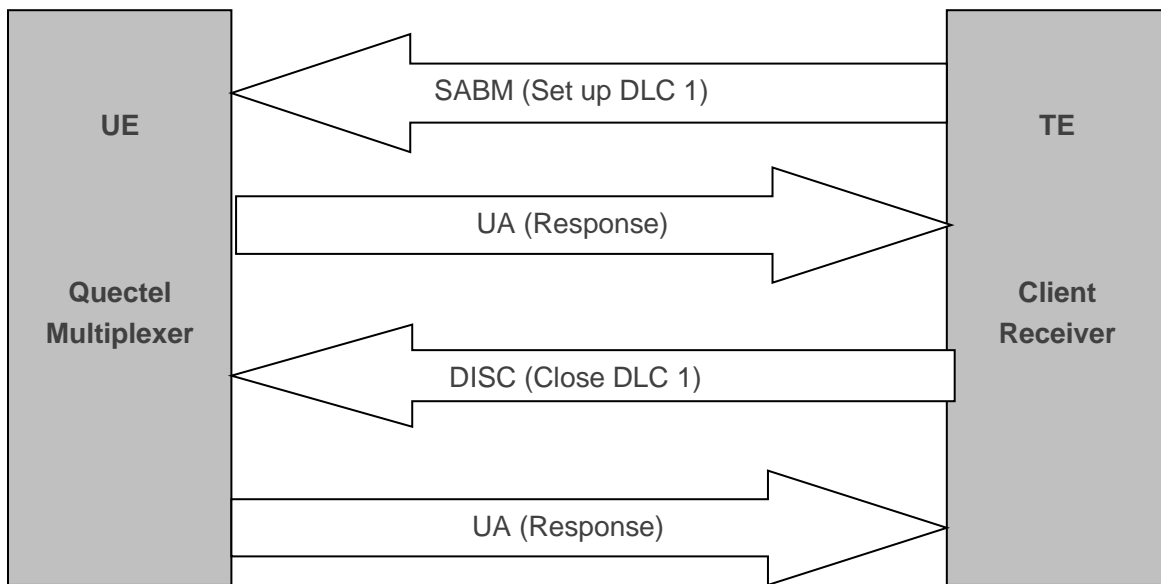 SABM (Set up DLC 1)
UE
TE
UA (Response)
Quectel
Multiplexer
Client
Receiver
DISC (Close DLC 1)
UA (Response)